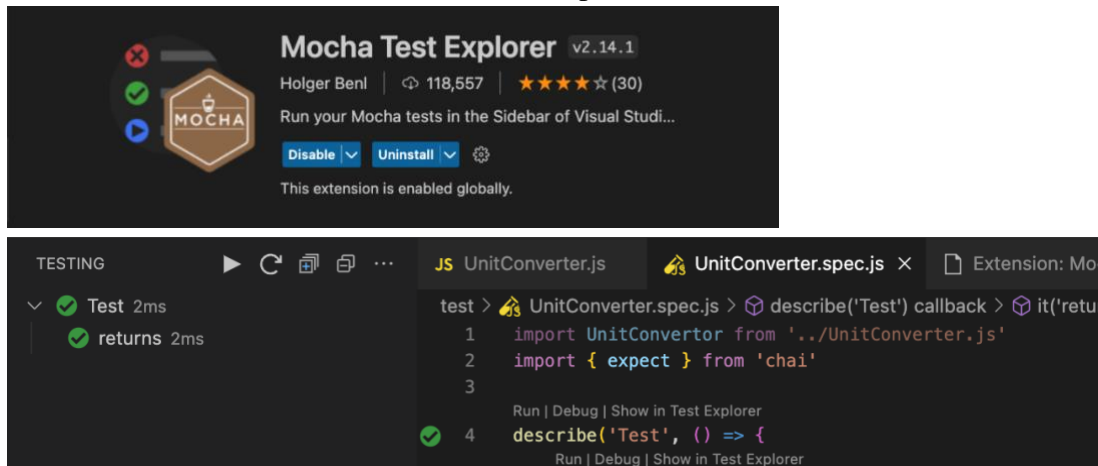 Mocha Test Explorer v2.14.1
Holger Benl 118,557 (30)
MOCHA
Run your Mocha tests in the Sidebar of Visual Studi...
Disable Uninstall
This extension is enabled globally.
TESTING
Test 2ms
returns 2ms
JS UnitConverter.js UnitConverter.spec.js Extension: Mo
test > UnitConverter.spec.js > describe('Test') callback > it('retu
1 import UnitConvertor from '../UnitConverter.js'
2 import { expect } from 'chai'
3
Run | Debug | Show in Test Explorer
4 describe('Test', () => {
Run | Debug | Show in Test Explorer